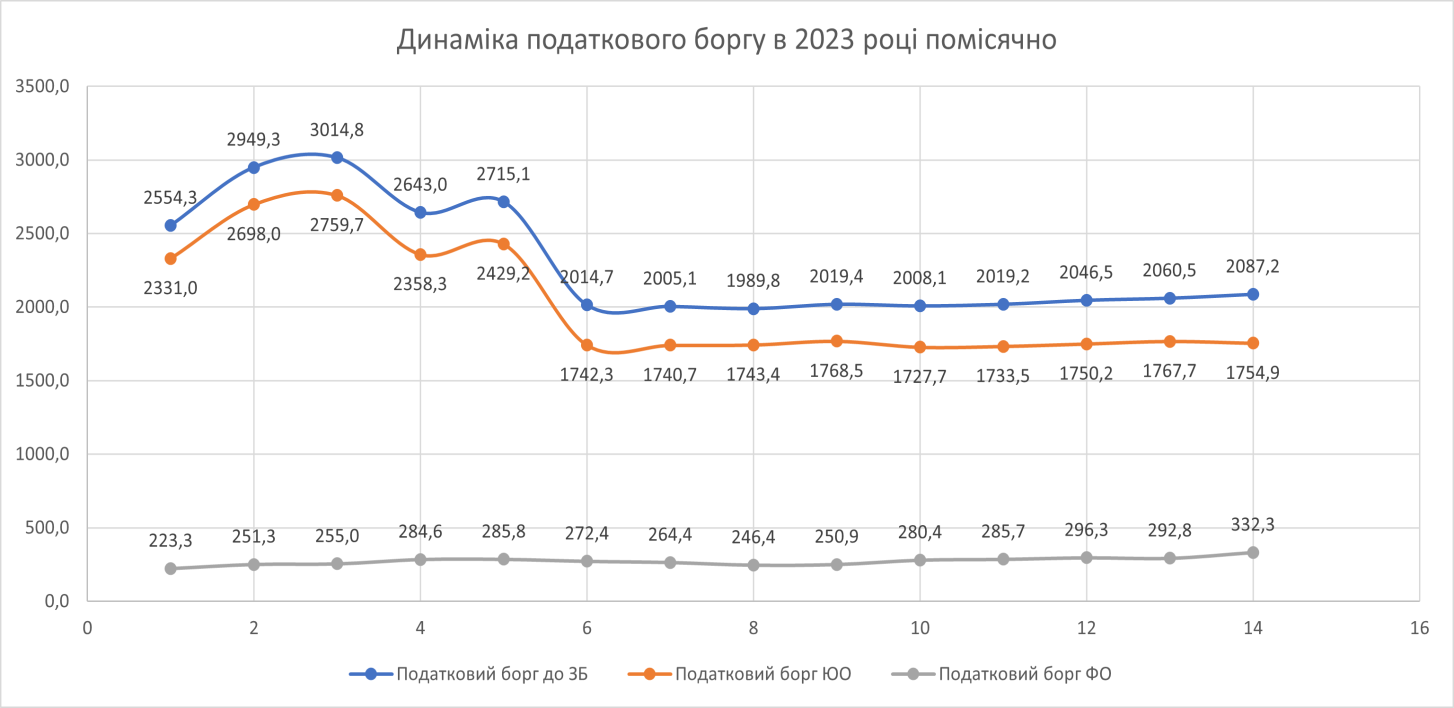 Динаміка податкового боргу в 2023 році помісячно
3500,0
3000,0
2500,0
2000,0
1500,0
1000,0
500,0
0,0
2554,3 2949,3 3014,8 2643,0 2715,1 2014,7 2005,1 1989,8 2019,4 2008,1 2019,2 2046,5 2060,5 2087,2
2331,0 2698,0 2759,7 2358,3 2429,2 1742,3 1740,7 1743,4 1768,5 1727,7 1733,5 1750,2 1767,7 1754,9
223,3 251,3 255,0 284,6 285,8 272,4 264,4 246,4 250,9 280,4 285,7 296,3 292,8 332,3
0 2 4 6 8 10 12 14 16
Податковий борг до ЗБ Податковий борг ЮО Податковий борг ФО